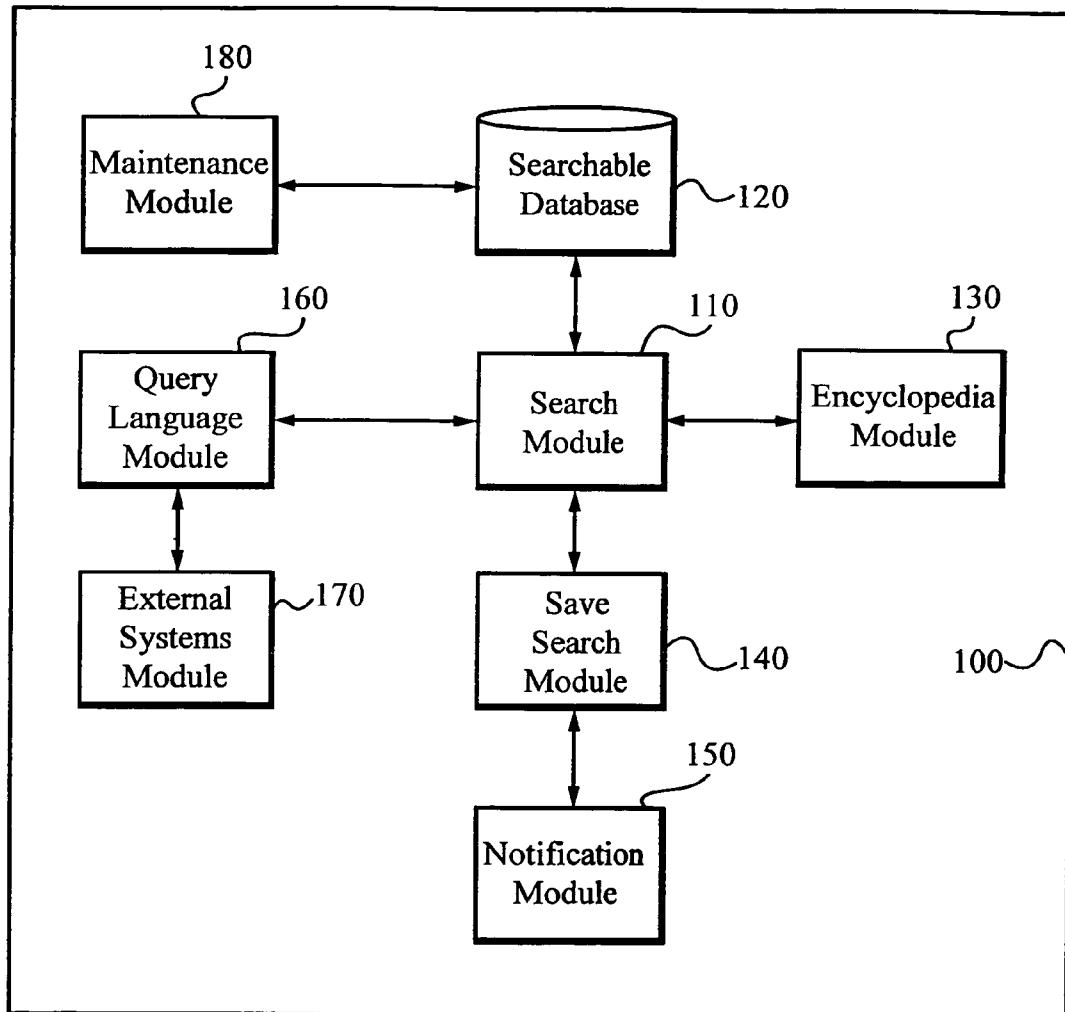 180
Maintenance
Module
Searchable
Database
120
160
110
130
Query
Language
Module
Search
Module
Encyclopedia
Module
External
Systems
Module
170
Save
Search
Module
140
100
150
Notification
Module